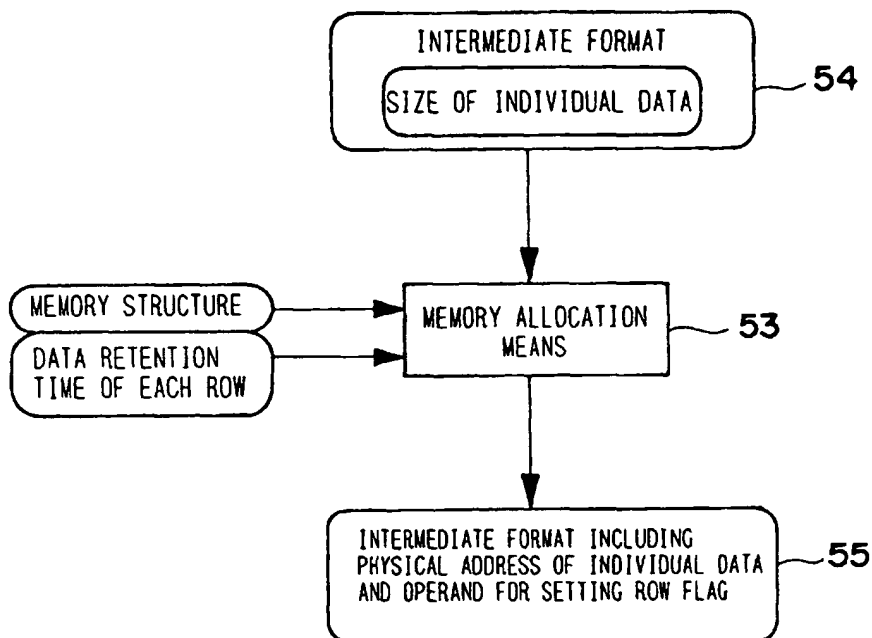 INTERMEDIATE FORMAT
SIZE OF INDIVIDUAL DATA
54
MEMORY STRUCTURE
DATA RETENTION
TIME OF EACH ROW
MEMORY ALLOCATION
MEANS
53
INTERMEDIATE FORMAT INCLUDING
PHYSICAL ADDRESS OF INDIVIDUAL DATA
AND OPERAND FOR SETTING ROW FLAG
55